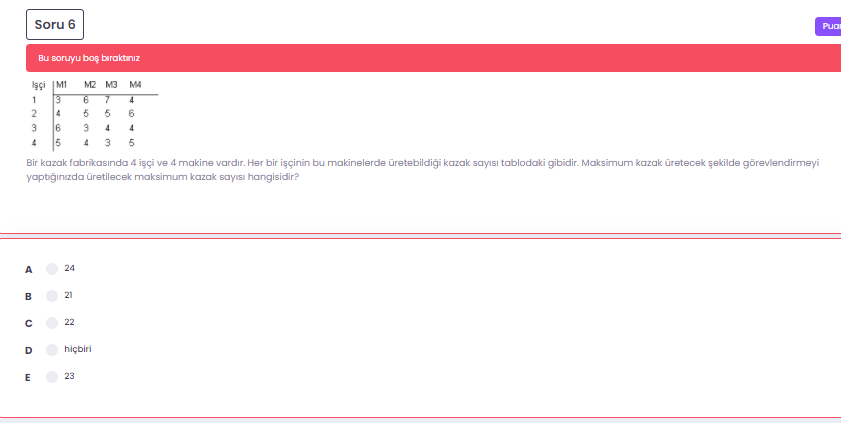 Soru 6
Bu soruyu boş bıraktınız
İşçi M1 M2 M3 M4
1 3 6 7 4
2 4 5 5 6
3 6 3 4 4
4 5 4 3 5
Bir kazak fabrikasında 4 işçi ve 4 makine vardır. Her bir işçinin bu makinelerde üretebildiği kazak sayısı tablodaki gibidir. Maksimum kazak üretecek şekilde görevlendirmeyi
yaptığınızda üretilecek maksimum kazak sayısı hangisidir?
A 24
B 21
C 22
D hiçbiri
E 23